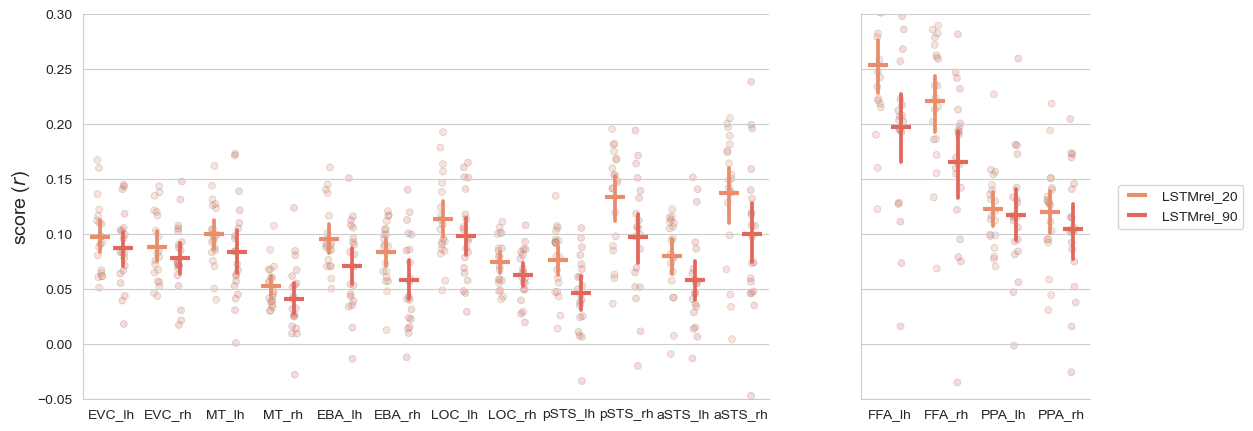 score (r)
0.30
0.25
0.20
0.15
0.10
0.05
0.00
−0.05
EVC_lh EVC_rh MT_lh MT_rh EBA_lh EBA_rh LOC_lh LOC_rh pSTS_lh pSTS_rh aSTS_lh aSTS_rh
FFA_lh FFA_rh PPA_lh PPA_rh
LSTMrel_20
LSTMrel_90